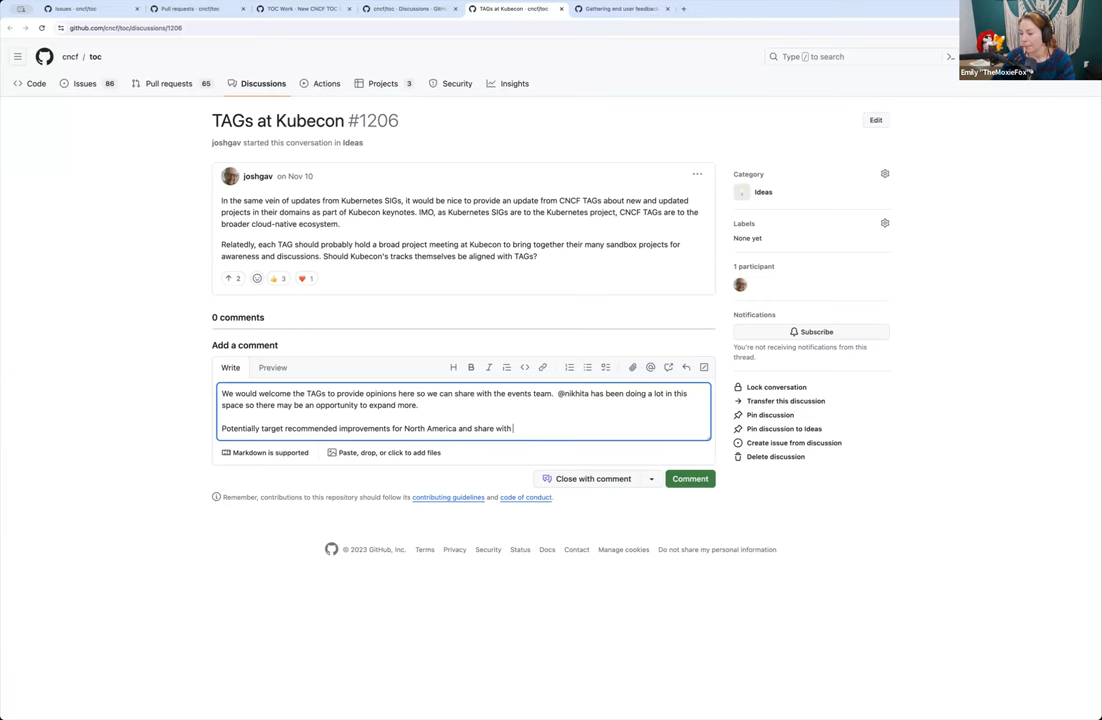 Issues · cncf/toc
Pull requests · cncf/toc
TOC Work - New CNCF TOC
cncf/toc · Discussions · GitH
TAGs at Kubecon · cncf/toc
Gathering end user feedback
github.com/cncf/toc/discussions/1206
cncf / toc
Type / to search
Code
Issues 86
Pull requests 65
Discussions
Actions
Projects 3
Security
Insights
Emily "TheMoxieFox"
TAGs at Kubecon #1206
Edit
joshgav started this conversation in Ideas
joshgav on Nov 10
In the same vein of updates from Kubernetes SIGs, it would be nice to provide an update from CNCF TAGs about new and updated
projects in their domains as part of Kubecon keynotes. IMO, as Kubernetes SIGs are to the Kubernetes project, CNCF TAGs are to the
broader cloud-native ecosystem.
Relatedly, each TAG should probably hold a broad project meeting at Kubecon to bring together their many sandbox projects for
awareness and discussions. Should Kubecon's tracks themselves be aligned with TAGs?
2
3
1
0 comments
Add a comment
Write
Preview
We would welcome the TAGs to provide opinions here so we can share with the events team. @nikhita has been doing a lot in this
space so there may be an opportunity to expand more.
Potentially target recommended improvements for North America and share with
Markdown is supported
Paste, drop, or click to add files
Close with comment
Comment
Remember, contributions to this repository should follow its contributing guidelines and code of conduct.
Category
Ideas
Labels
None yet
1 participant
Notifications
Subscribe
You're not receiving notifications from this
thread.
Lock conversation
Transfer this discussion
Pin discussion
Pin discussion to Ideas
Create issue from discussion
Delete discussion
© 2023 GitHub, Inc.
Terms
Privacy
Security
Status
Docs
Contact
Manage cookies
Do not share my personal information